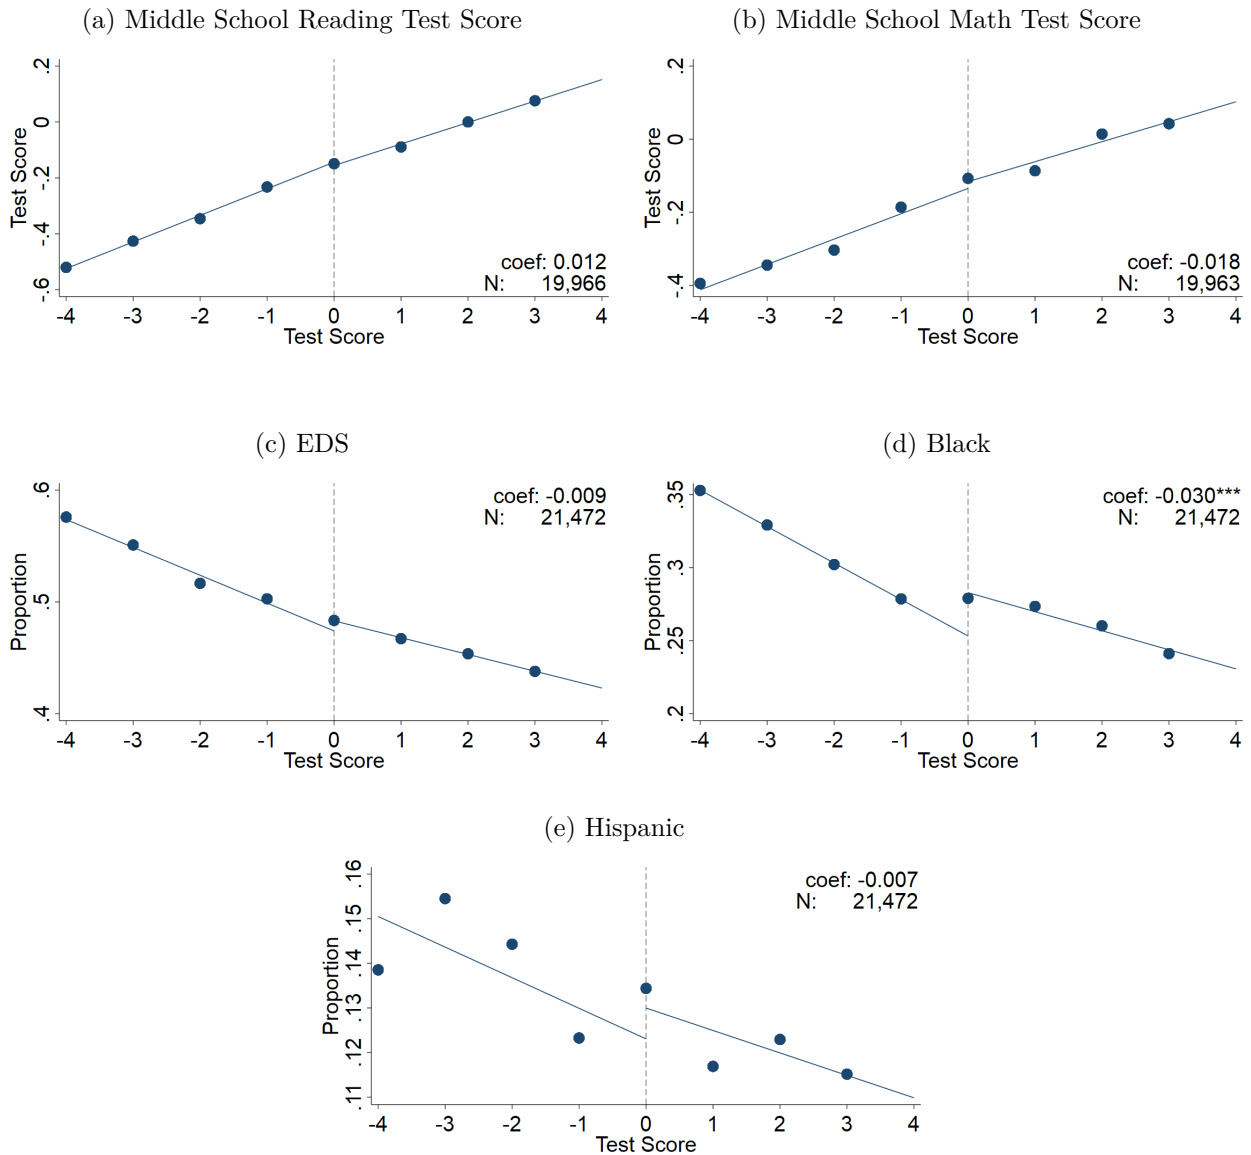 (a) Middle School Reading Test Score
.2
0
-.2
-.4
-.6
Test Score
coef: 0.012
N: 19,966
-4 -3 -2 -1 0 1 2 3 4
Test Score
(b) Middle School Math Test Score
.2
0
-.2
-.4
Test Score
coef: -0.018
N: 19,963
-4 -3 -2 -1 0 1 2 3 4
Test Score
(c) EDS
.6
.5
.4
Proportion
coef: -0.009
N: 21,472
-4 -3 -2 -1 0 1 2 3 4
Test Score
(d) Black
.35
.3
.25
.2
Proportion
coef: -0.030***
N: 21,472
-4 -3 -2 -1 0 1 2 3 4
Test Score
(e) Hispanic
.16
.15
.14
.13
.12
.11
Proportion
coef: -0.007
N: 21,472
-4 -3 -2 -1 0 1 2 3 4
Test Score